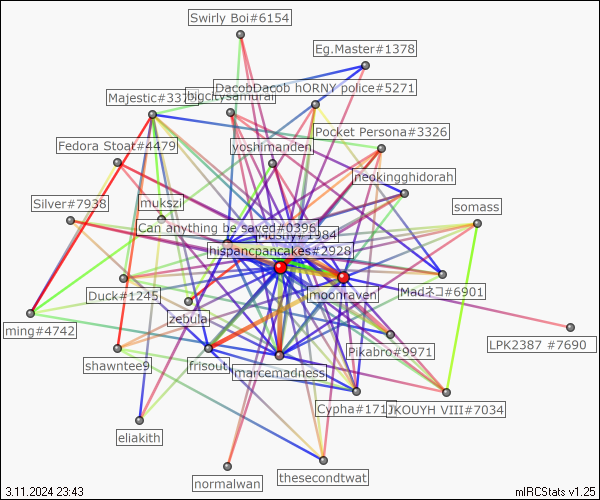 Swirly Boi#6154
Eg.Master#1378
DacobDacob hORNY police#5271
Majestic#337
bigcitysamurai
Pocket Persona#3326
Fedora Stoat#4479
yoshimanden
neokingghidorah
Silver#7938
mukszi
somass
Can anything be saved#0396
1984
hispancpancakes#2928
Duck#1245
moonraven
Madネコ#6901
zebula
ming#4742
LPK2387 #7690
Pikabro#9971
shawntee9
frisout
marcemadness
Cypha#171
JKOUYH VIII#7034
eliakith
normalwan
thesecondtwat
3.11.2024 23:43
mIRCStats v1.25